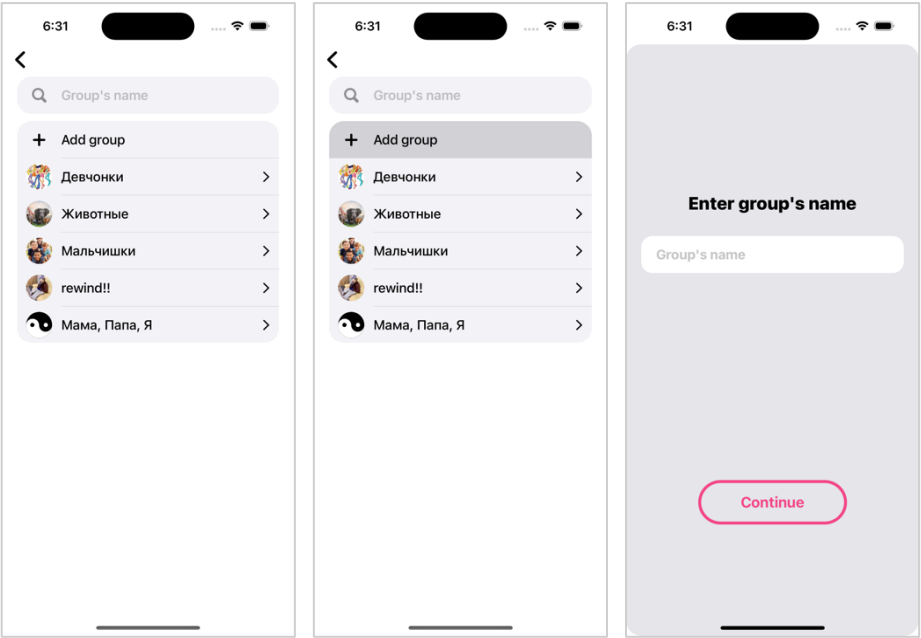 6:31
Group's name
Add group
Девчонки
Животные
Мальчишки
rewind!!
Мама, Папа, Я
6:31
Group's name
Add group
Девчонки
Животные
Мальчишки
rewind!!
Мама, Папа, Я
6:31
Enter group's name
Group's name
Continue